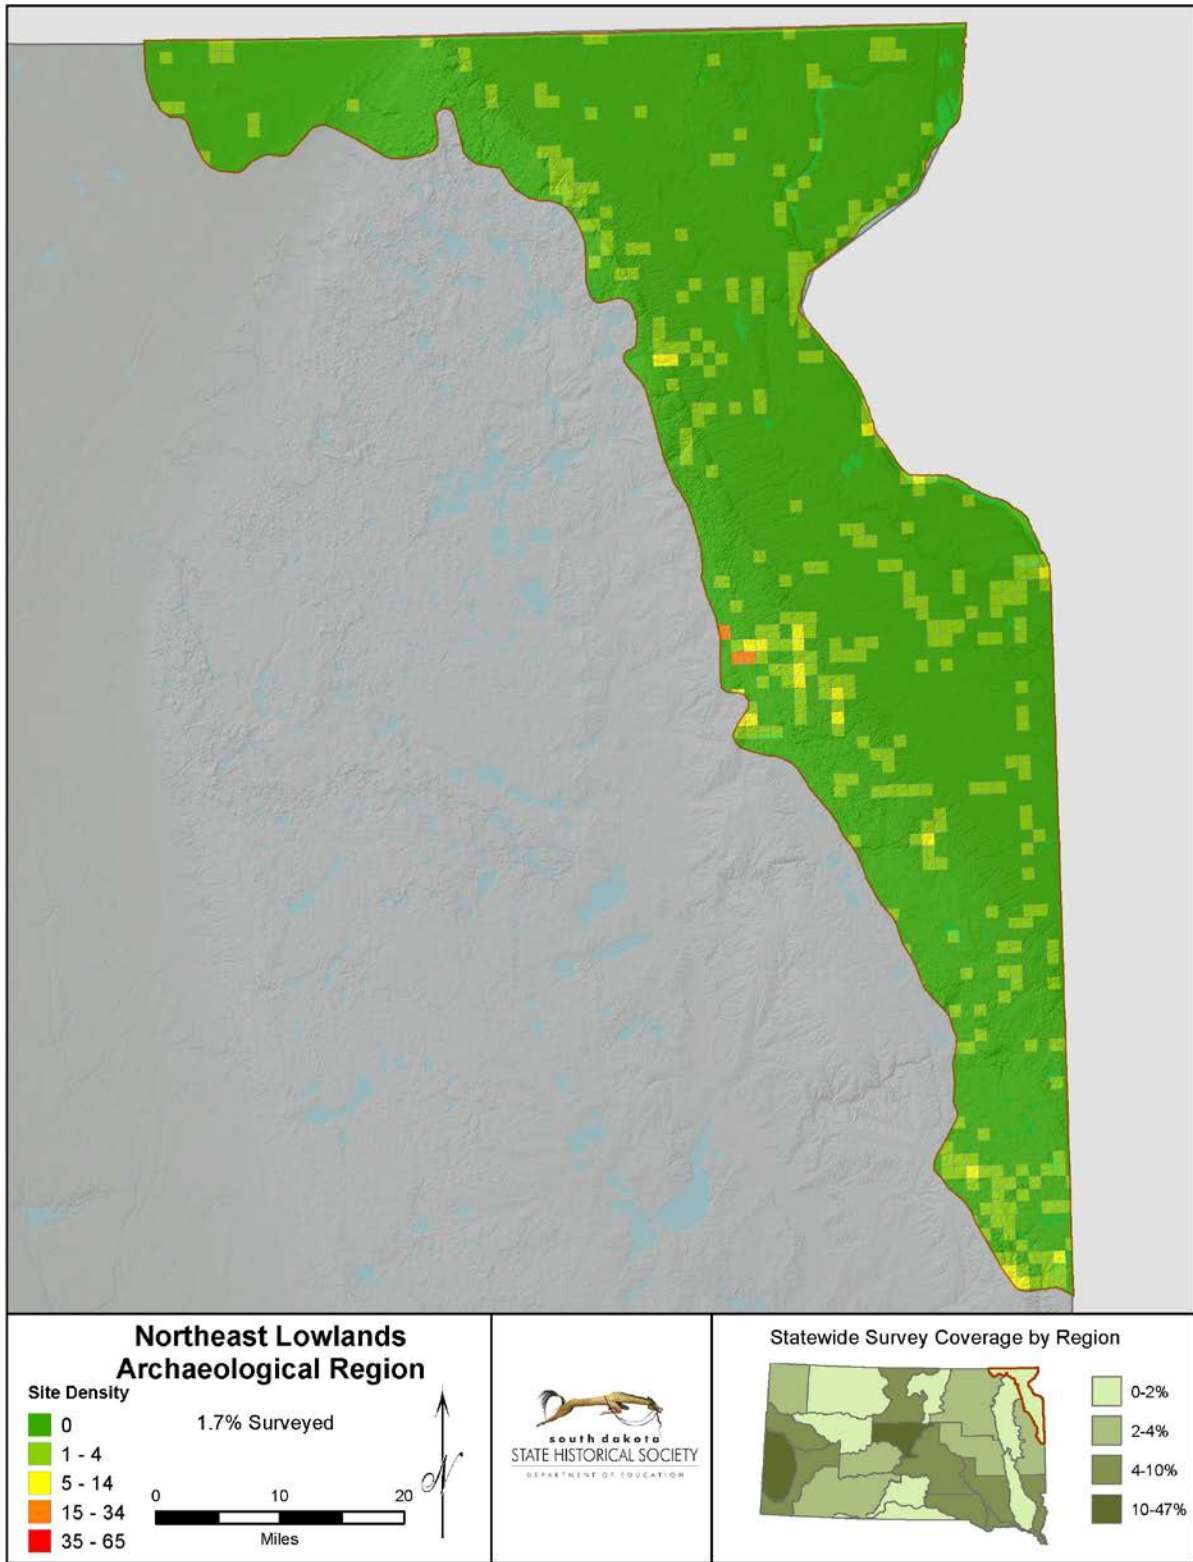 Northeast Lowlands
Archaeological Region
Site Density
1.7% Surveyed
0
1 - 4
5 - 14
15 - 34
35 - 65
N
0 10 20
Miles
south dakota
STATE HISTORICAL SOCIETY
DEPARTMENT OF EDUCATION
Statewide Survey Coverage by Region
0-2%
2-4%
4-10%
10-47%